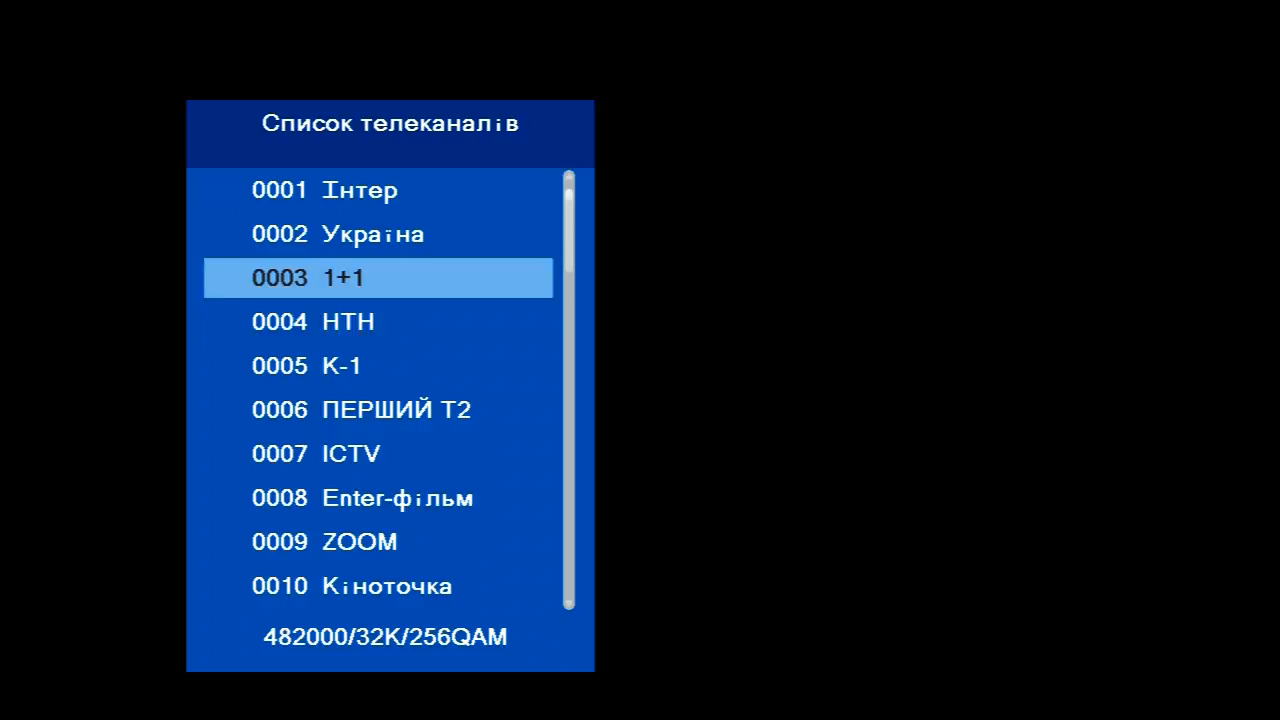 Список телеканалів
0001 Інтер
0002 Україна
0003 1+1
0004 НТН
0005 К-1
0006 ПЕРШИЙ Т2
0007 ICTV
0008 Enter-фільм
0009 ZOOM
0010 Кіноточка
482000/32K/256QAM